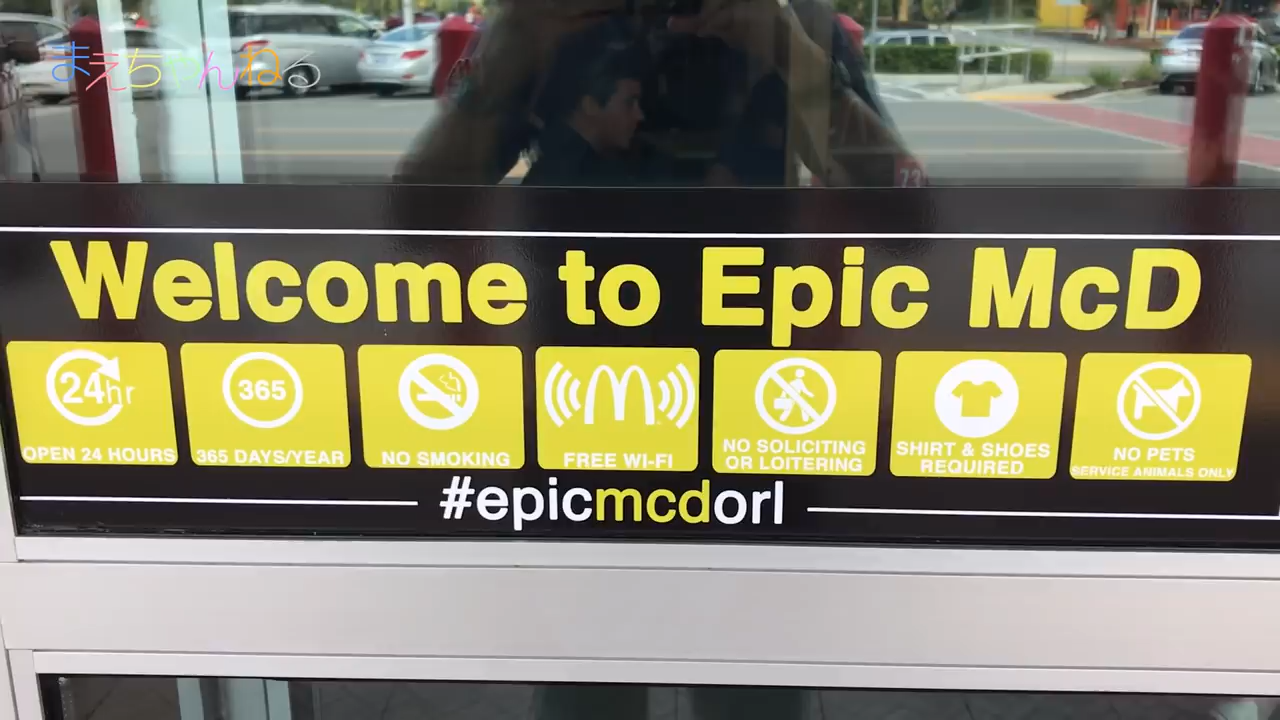 まえちゃんねる
Welcome to Epic McD
24hr
OPEN 24 HOURS
365
365 DAYS/YEAR
NO SMOKING
FREE WI-FI
NO SOLICITING
OR LOITERING
SHIRT & SHOES
REQUIRED
NO PETS
SERVICE ANIMALS ONLY
#epicmcdorl